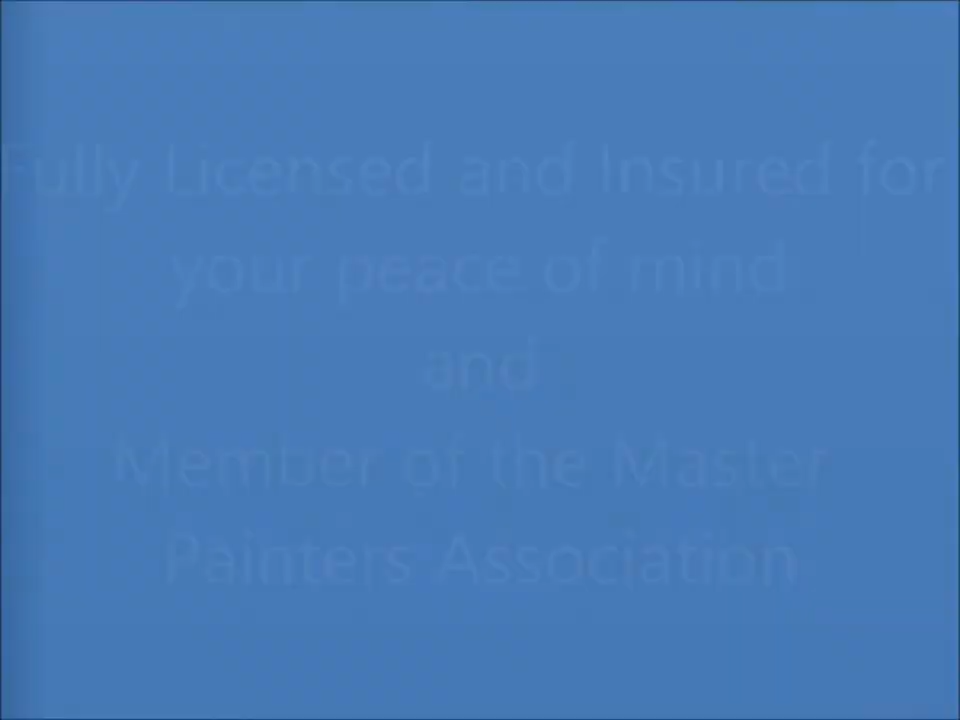 Fully Licensed and Insured for
your peace of mind
and
Member of the Master
Painters Association